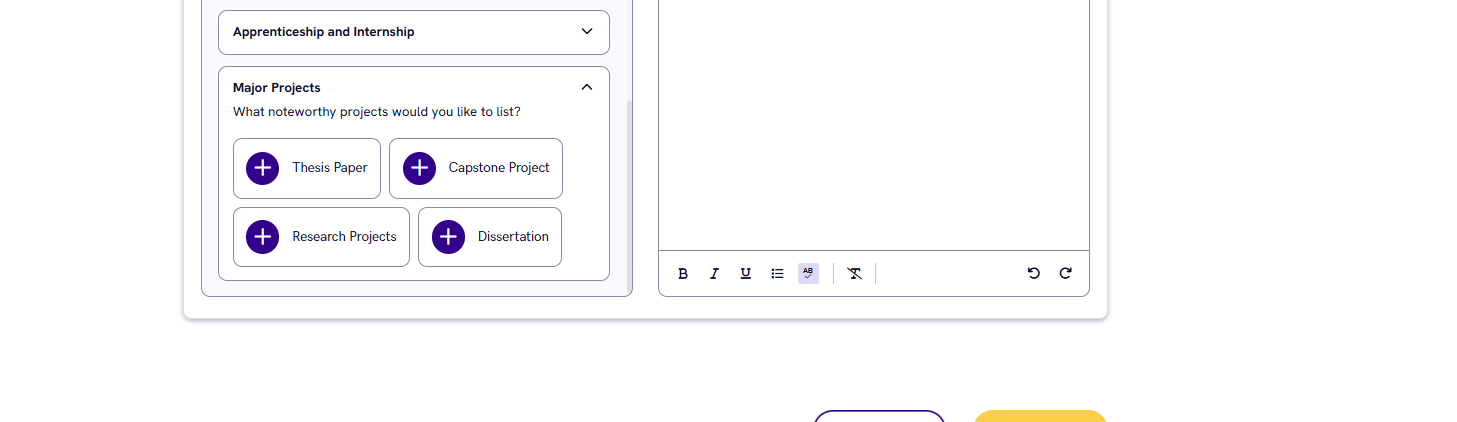 Apprenticeship and Internship
Major Projects
What noteworthy projects would you like to list?
Thesis Paper
Capstone Project
Research Projects
Dissertation
B I U AB T